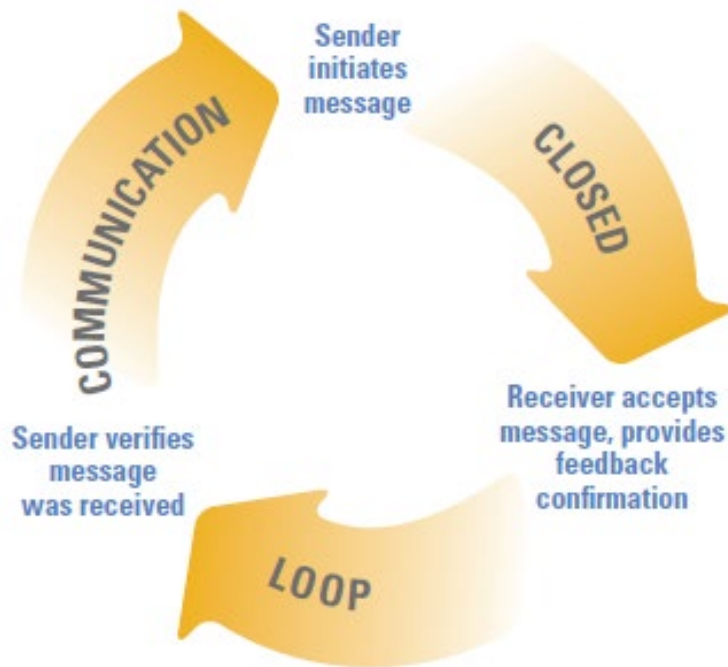 Sender
initiates
message
CLOSED
Receiver accepts
message, provides
feedback
confirmation
LOOP
Sender verifies
message
was received
COMMUNICATION